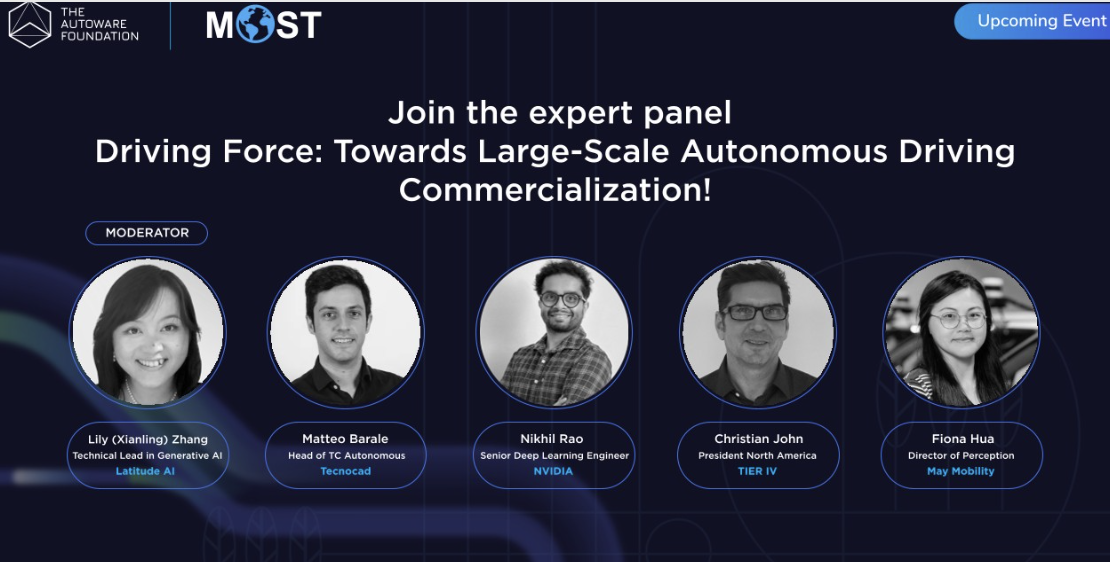 THE
AUTOWARE
FOUNDATION
MOST
Upcoming Event
Join the expert panel
Driving Force: Towards Large-Scale Autonomous Driving
Commercialization!
MODERATOR
Lily (Xianling) Zhang
Technical Lead in Generative AI
Latitude AI
Matteo Barale
Head of TC Autonomous
Tecnocad
Nikhil Rao
Senior Deep Learning Engineer
NVIDIA
Christian John
President North America
TIER IV
Fiona Hua
Director of Perception
May Mobility